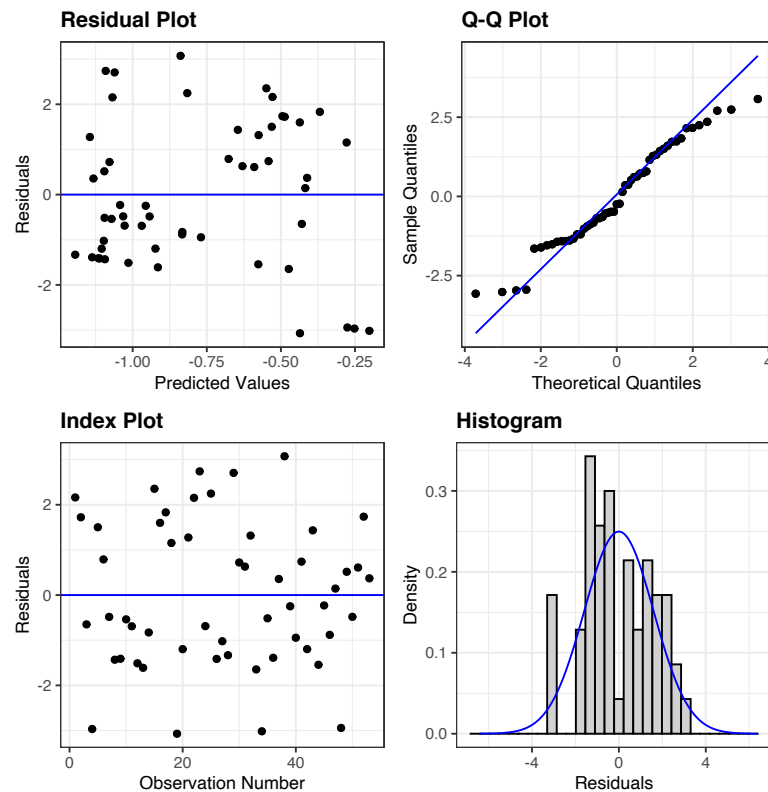 Residual Plot
Residuals
2
0
-2
-1.00 -0.75 -0.50 -0.25
Predicted Values
Q-Q Plot
Sample Quantiles
2.5
0.0
-2.5
-4 -2 0 2 4
Theoretical Quantiles
Index Plot
Residuals
2
0
-2
0 20 40
Observation Number
Histogram
Density
0.3
0.2
0.1
0.0
-4 0 4
Residuals